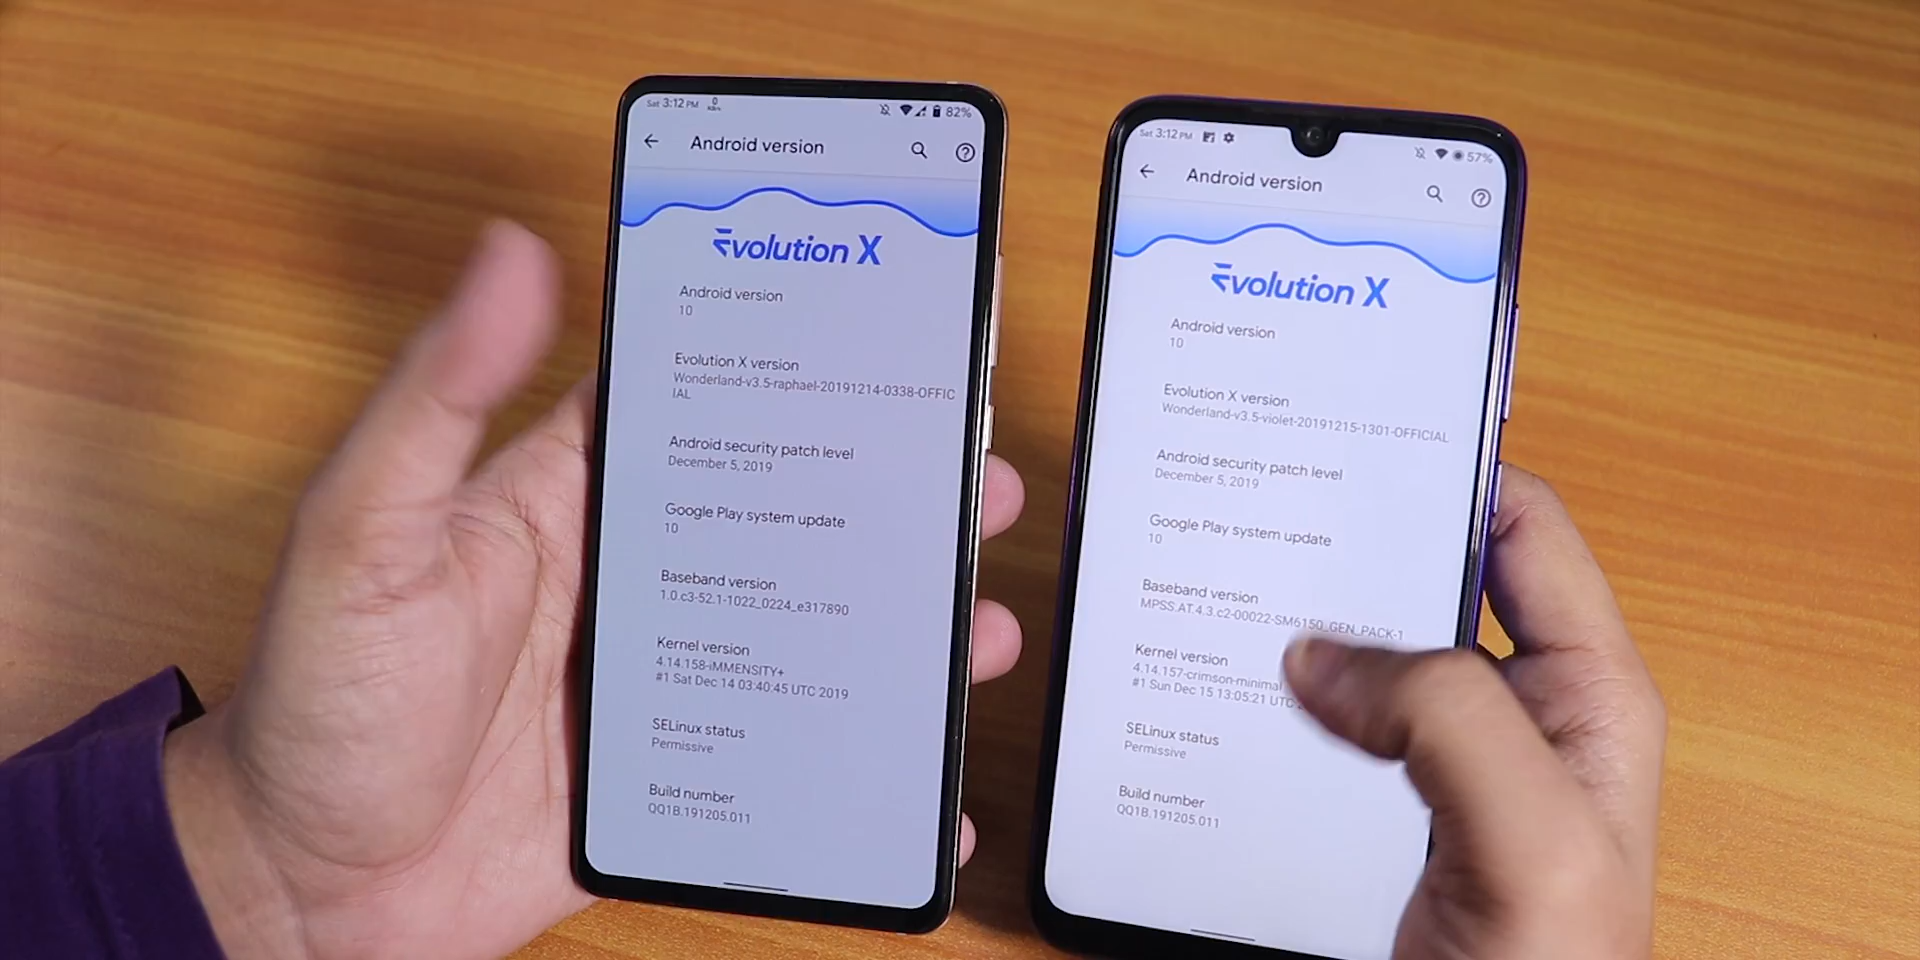 Sat 3:12 PM 0 KB/s 82%
Android version
Evolution X
Android version
10
Evolution X version
Wonderland-v3.5-raphael-20191214-0338-OFFIC
IAL
Android security patch level
December 5, 2019
Google Play system update
10
Baseband version
1.0.c3-52.1-1022_0224_e317890
Kernel version
4.14.158-iMMENSITY+
#1 Sat Dec 14 03:40:45 UTC 2019
SELinux status
Permissive
Build number
QQ1B.191205.011
Sat 3:12 PM 57%
Android version
Evolution X
Android version
10
Evolution X version
Wonderland-v3.5-violet-20191215-1301-OFFICIAL
Android security patch level
December 5, 2019
Google Play system update
10
Baseband version
MPSS.AT.4.3.c2-00022-SM6150_GEN_PACK-1
Kernel version
4.14.157-crimson-minimal
#1 Sun Dec 15 13:05:21 UTC
SELinux status
Permissive
Build number
QQ1B.191205.011